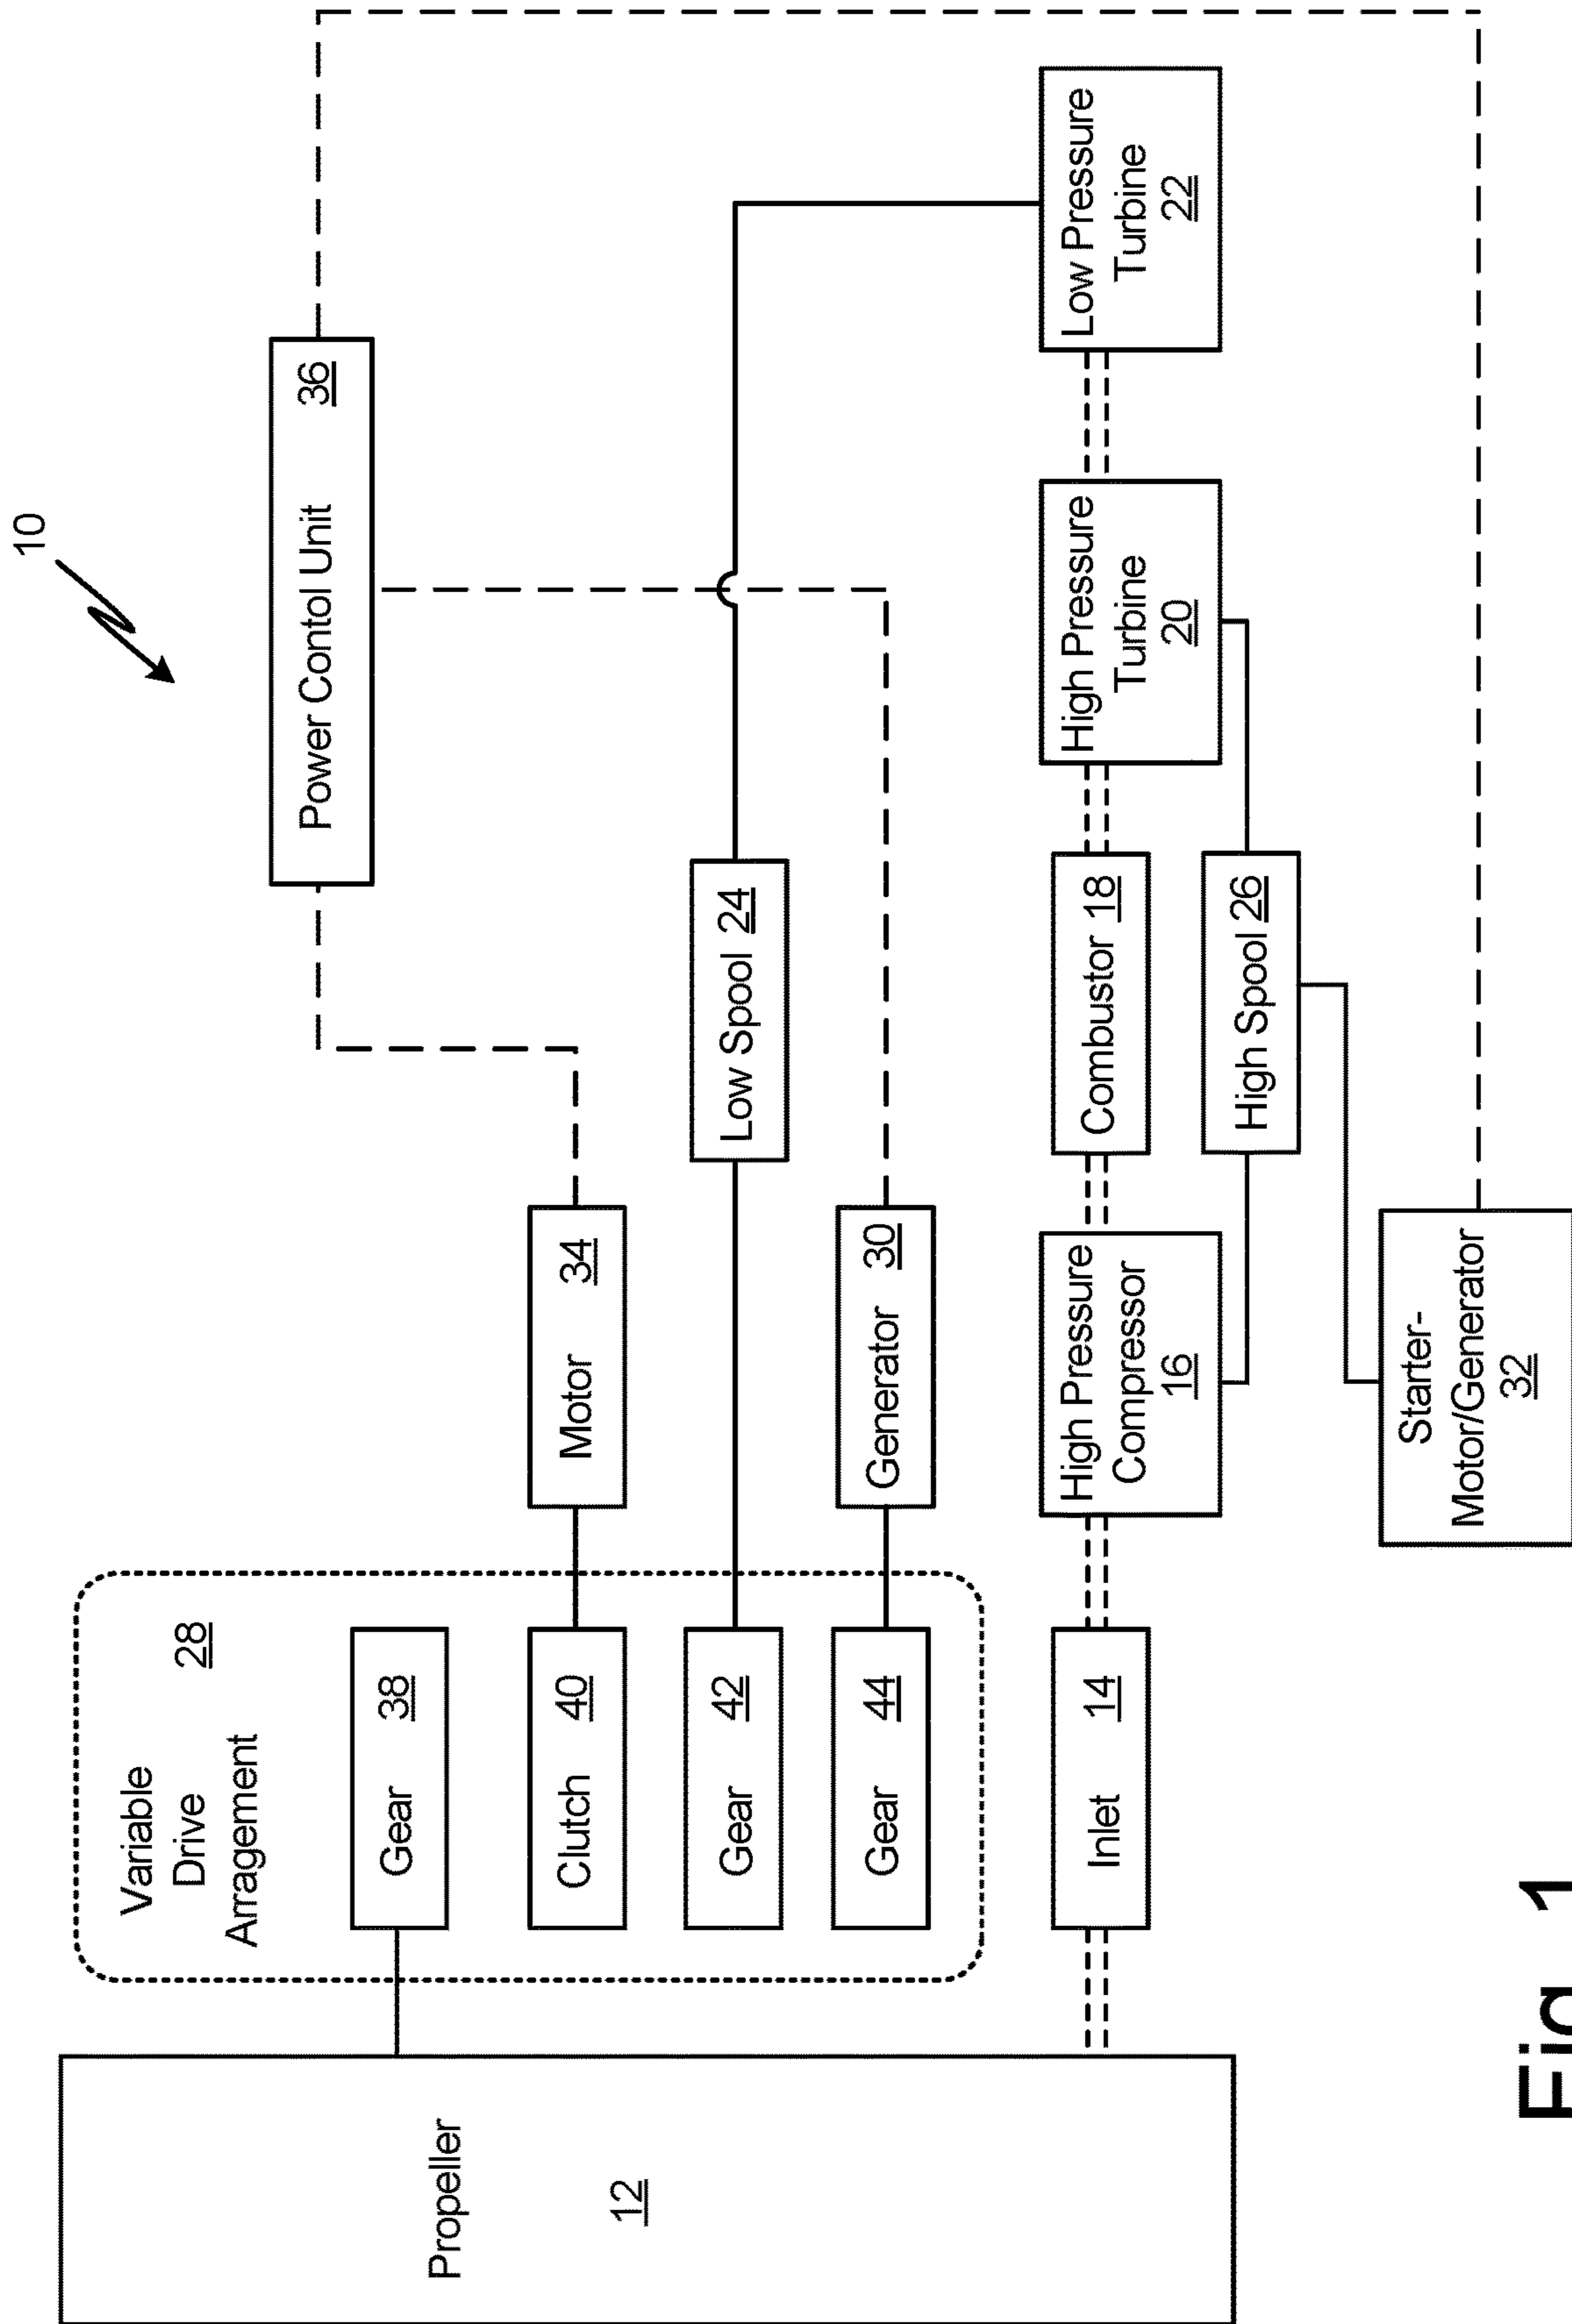 10
Power Contol Unit 36
Variable
Drive
Arragement
28
Gear 38
Clutch 40
Motor 34
Gear 42
Low Spool 24
Gear 44
Generator 30
Propeller
12
Inlet 14
High Pressure
Compressor
16
Combustor 18
High Pressure
Turbine
20
Low Pressure
Turbine
22
High Spool 26
Starter-
Motor/Generator
32
Fig. 1